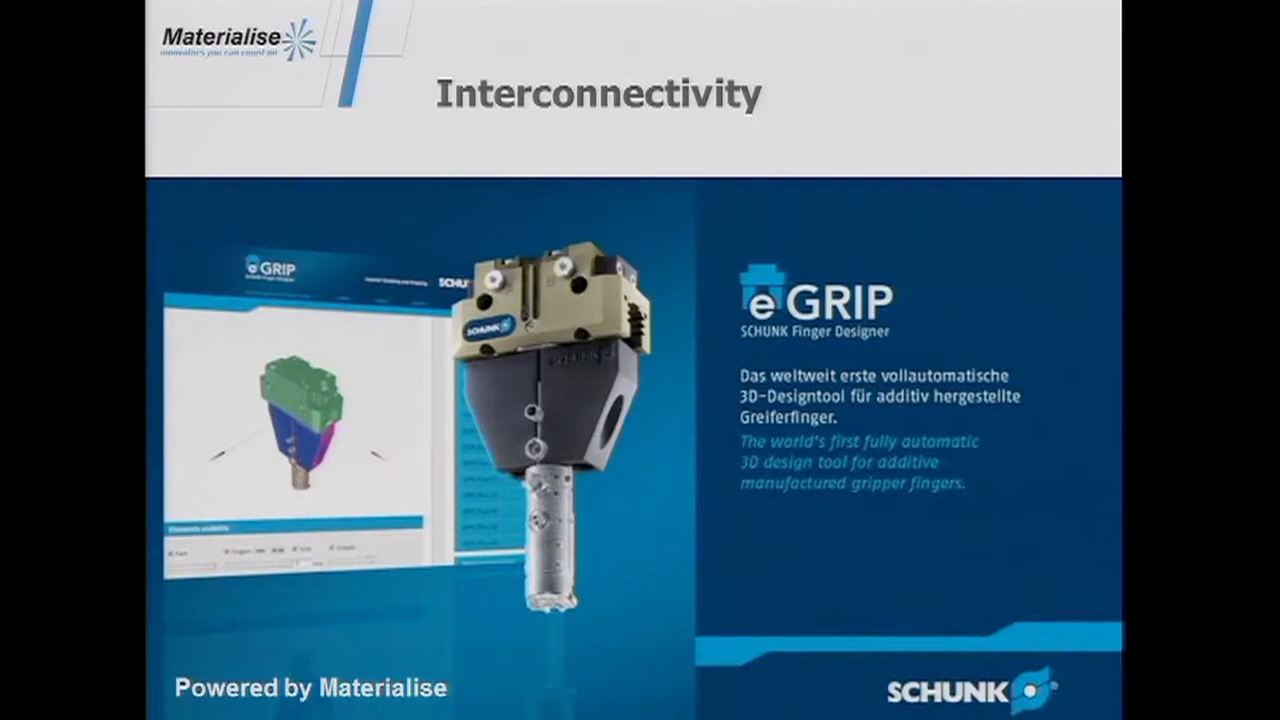 Materialise
innovators you can count on
Interconnectivity
eGRIP
SCHUNK
eGRIP
SCHUNK Finger Designer
Das weltweit erste vollautomatische
3D-Designtool für additiv hergestellte
Greiferfinger.
The world's first fully automatic
3D design tool for additive
manufactured gripper fingers.
Powered by Materialise
SCHUNK